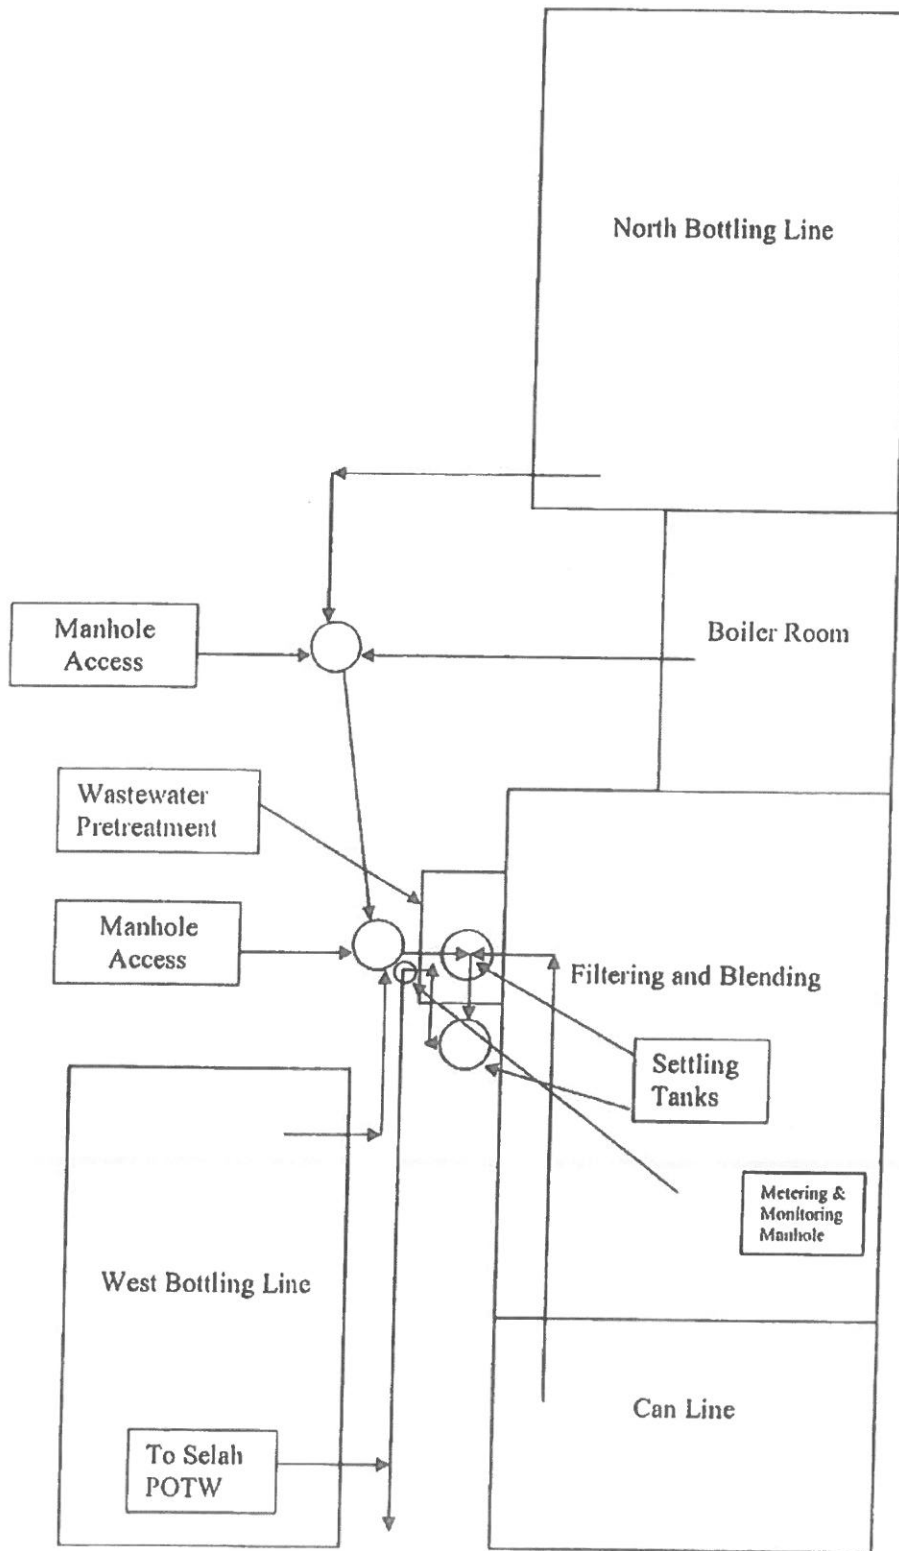 North Bottling Line
Manhole
Access
Boiler Room
Wastewater
Pretreatment
Manhole
Access
Filtering and Blending
Settling
Tanks
Metering &
Monitoring
Manhole
West Bottling Line
To Selah
POTW
Can Line